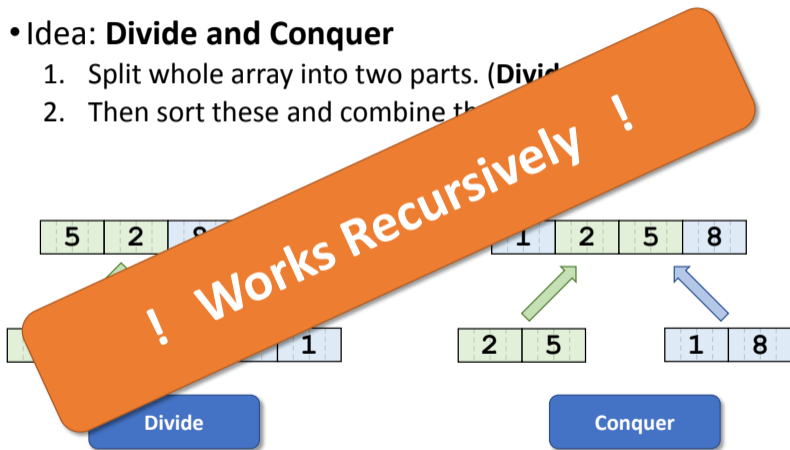 • Idea: Divide and Conquer
1. Split whole array into two parts. (Divid
2. Then sort these and combine th
! Works Recursively !
5 2
1 2 5 8
1
2 5
1 8
Divide
Conquer